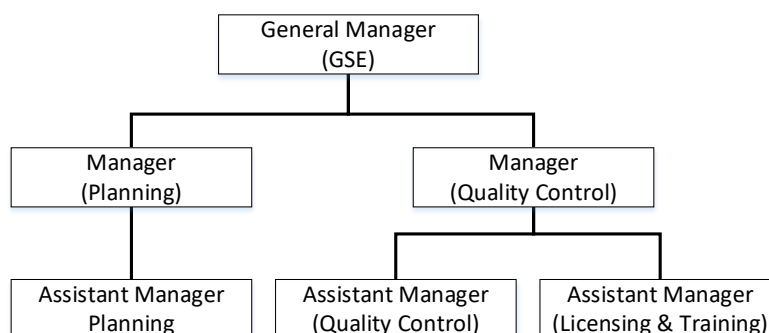 General Manager
(GSE)
Manager
(Planning)
Manager
(Quality Control)
Assistant Manager
Planning
Assistant Manager
(Quality Control)
Assistant Manager
(Licensing & Training)